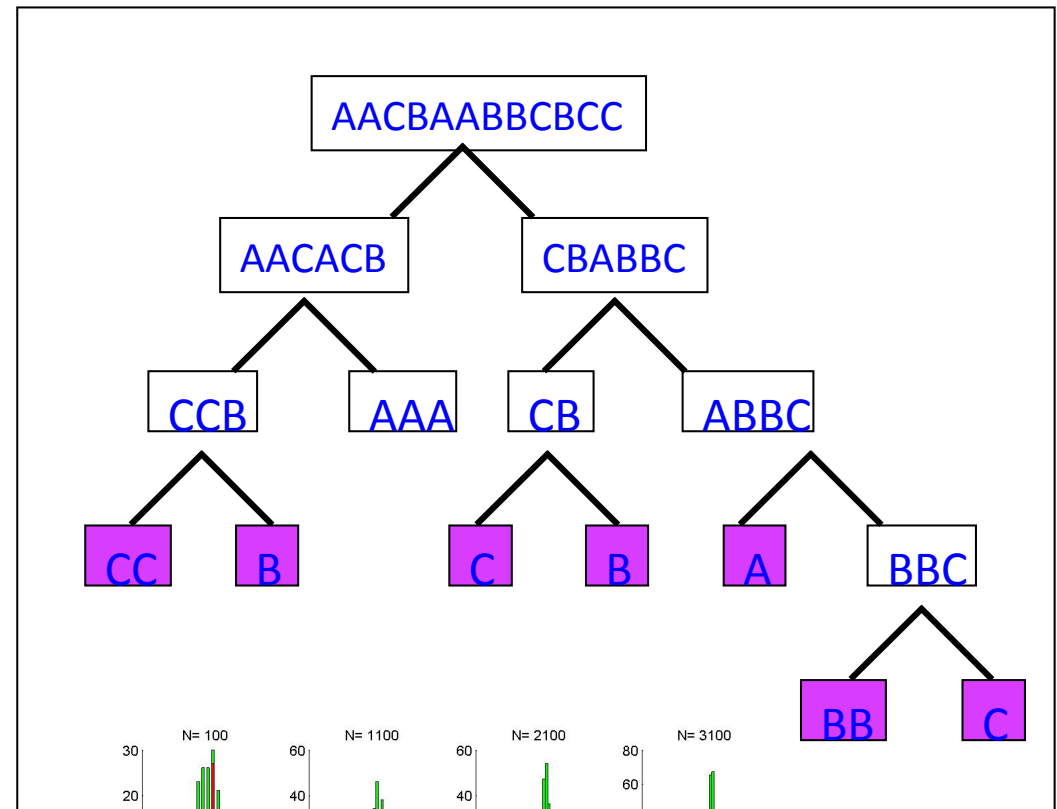 AACBAABBCBCC
AACACB CBABBC
CCB AAA CB ABBC
CC B C B A BBC
BB C
N= 100 N= 1100 N= 2100 N= 3100
30 60 60 80
60
20 40 40